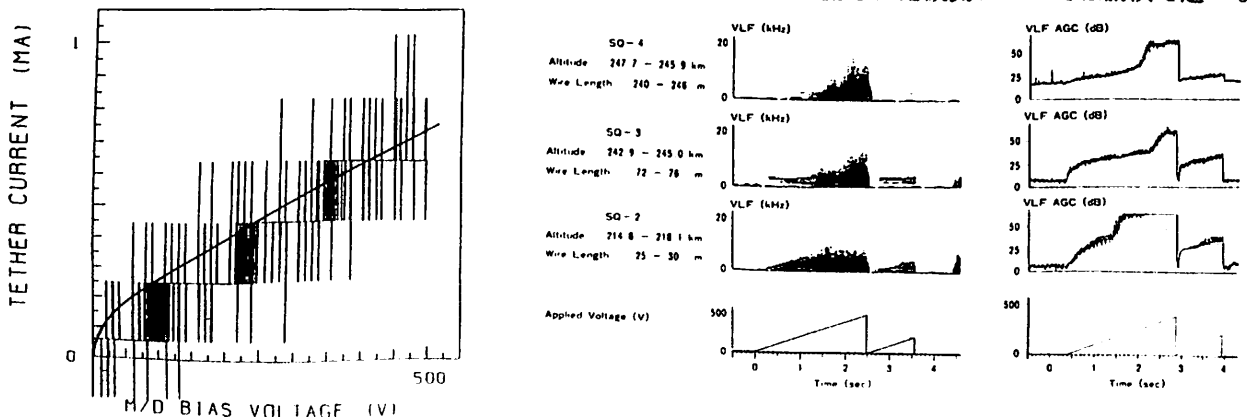 TETHER CURRENT (MA)
1
0
500
M/D BIAS VOLTAGE (V)
SQ-4
Altitude 247.7 - 245.9 km
Wire Length 240 - 246 m
SQ-3
Altitude 242.9 - 245.0 km
Wire Length 72 - 76 m
SQ-2
Altitude 214.8 - 218.1 km
Wire Length 25 - 30 m
Applied Voltage (V)
VLF (kHz)
20
0
VLF (kHz)
20
0
VLF (kHz)
20
0
500
0
0 1 2 3 4
Time (sec)
VLF AGC (dB)
50
25
0
VLF AGC (dB)
50
25
0
VLF AGC (dB)
50
25
0
500
0
0 1 2 3 4
Time (sec)